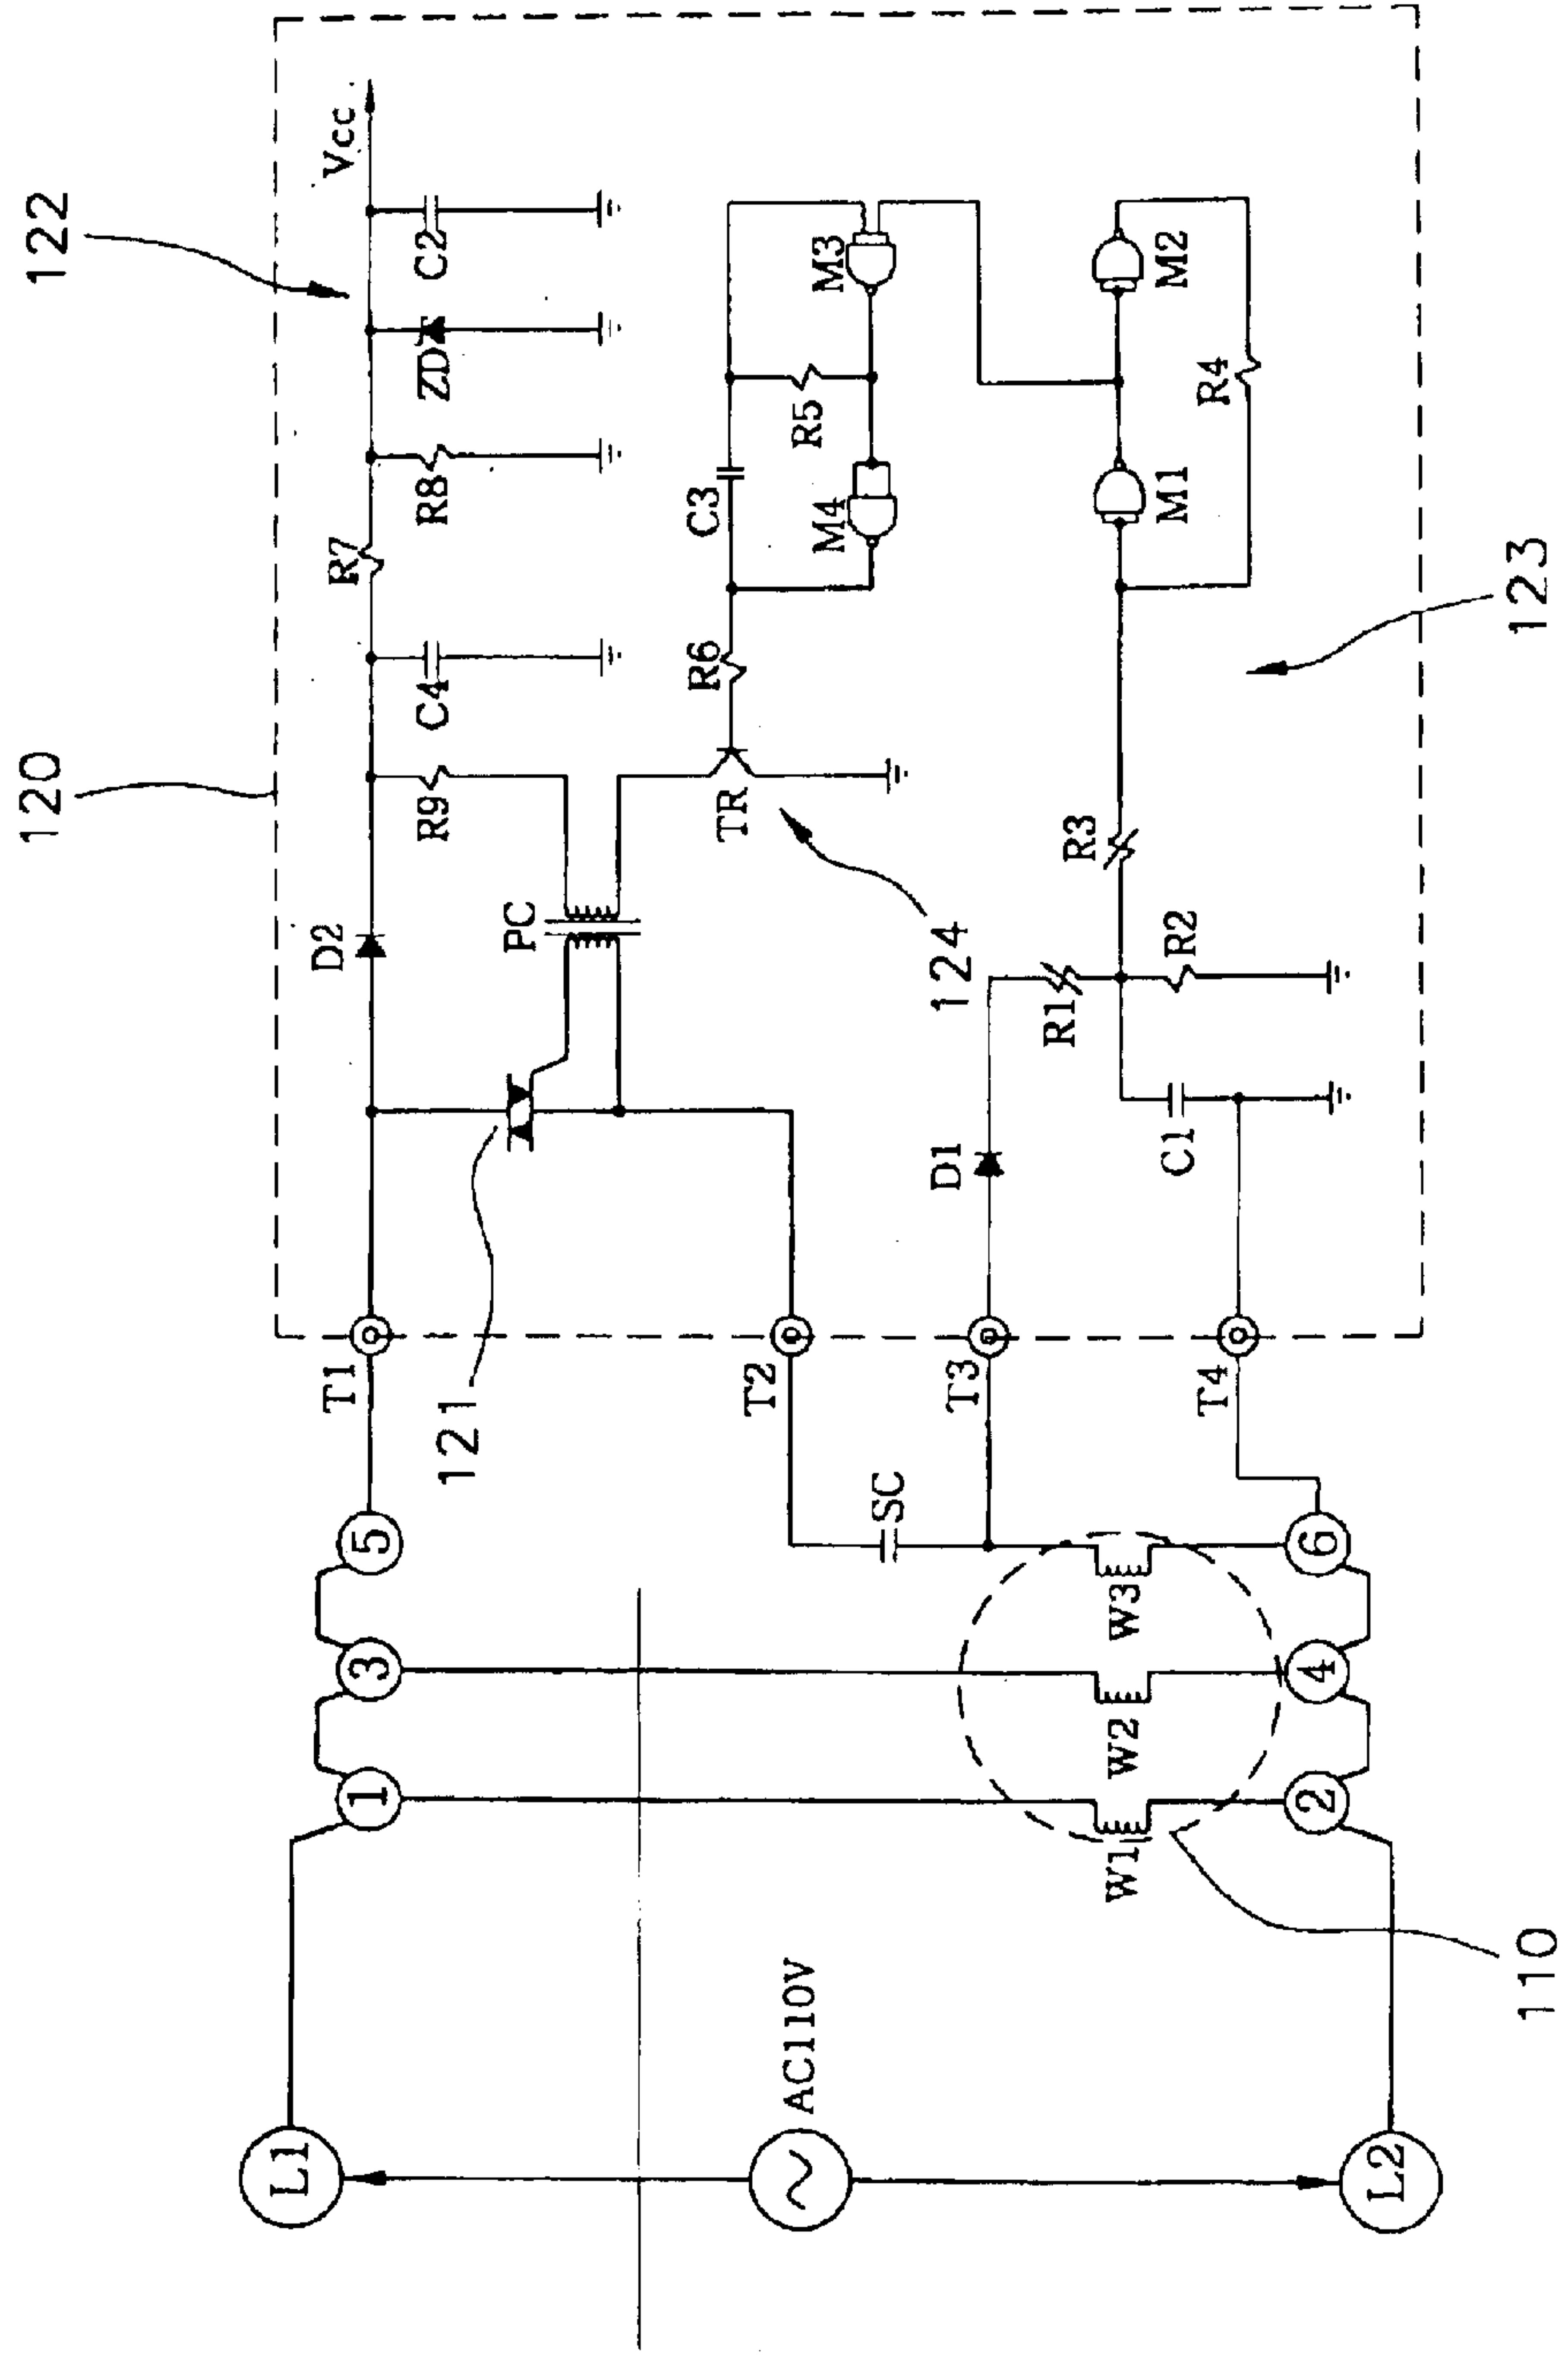 120
122
Vcc
D2
R7
R9
C4
R8
ZD
C2
PC
T1
5
3
1
L1
121
TR
R6
C3
R5
M4
M3
124
T2
SC
AC110V
D1
T3
R1
R2
R3
M1
M2
C1
R4
T4
W1
W2
W3
2
4
6
L2
110
123